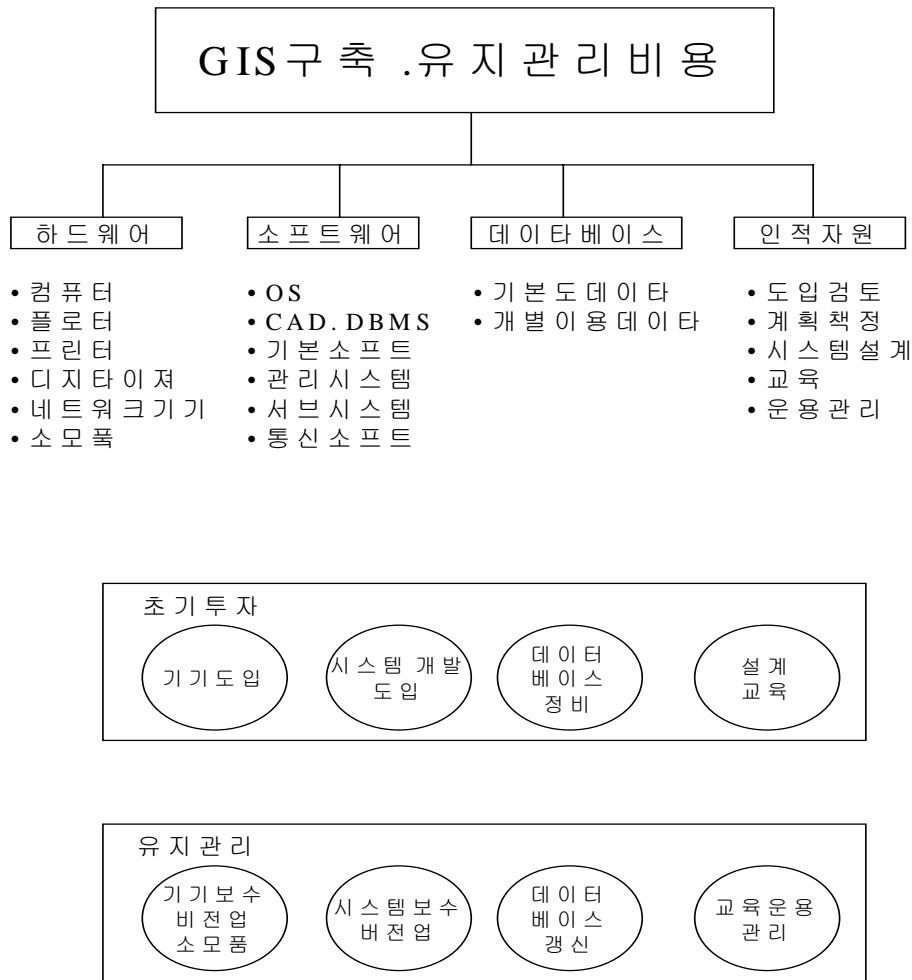 GIS구축 .유지관리비용
하드웨어
소프트웨어
데이타베이스
인적자원
• 컴퓨터
• 플로터
• 프린터
• 디지타이져
• 네트워크기기
• 소모품
• OS
• CAD. DBMS
• 기본소프트
• 관리시스템
• 서브시스템
• 통신소프트
• 기본도데이타
• 개별이용데이타
• 도입검토
• 계획책정
• 시스템설계
• 교육
• 운용관리
초기투자
기기도입
시스템 개발
도입
데이터
베이스
정비
설계
교육
유지관리
기기보수
비전업
소모품
시스템보수
버전업
데이터
베이스
갱신
교육운용
관리